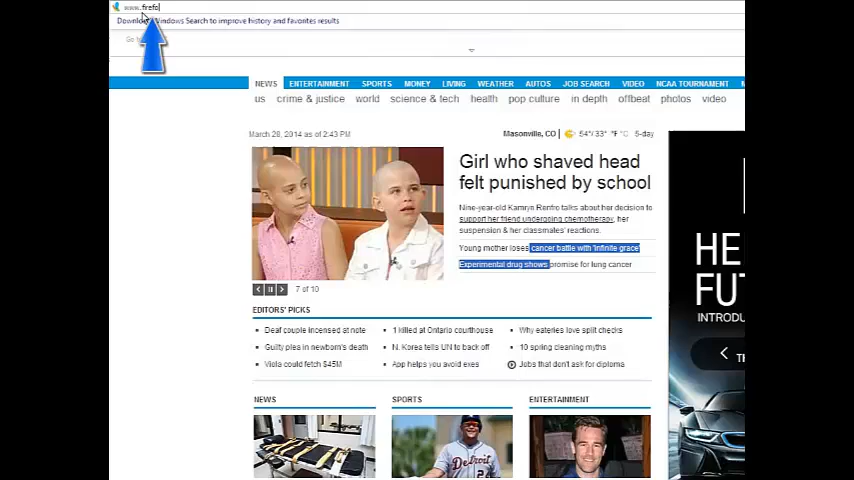 www.firefo
Download Windows Search to improve history and favorites results
NEWS ENTERTAINMENT SPORTS MONEY LIVING WEATHER AUTOS JOB SEARCH VIDEO NCAA TOURNAMENT
us crime & justice world science & tech health pop culture in depth offbeat photos video
March 28, 2014 as of 2:43 PM
MASONVILLE, CO 54°/ 33° °F °C 5-day
Girl who shaved head
felt punished by school
Nine-year-old Kamryn Renfro talks about her decision to
support her friend undergoing chemotherapy, her
suspension & her classmates' reactions.
Young mother loses cancer battle with 'infinite grace'
Experimental drug shows promise for lung cancer
7 of 10
EDITORS' PICKS
Deaf couple incensed at note
Guilty plea in newborn's death
Viola could fetch $45M
1 killed at Ontario courthouse
N. Korea tells UN to back off
App helps you avoid exes
Why eateries love split checks
10 spring cleaning myths
Jobs that don't ask for diploma
NEWS SPORTS ENTERTAINMENT
Detroit
HE
FUT
INTRODU
TH